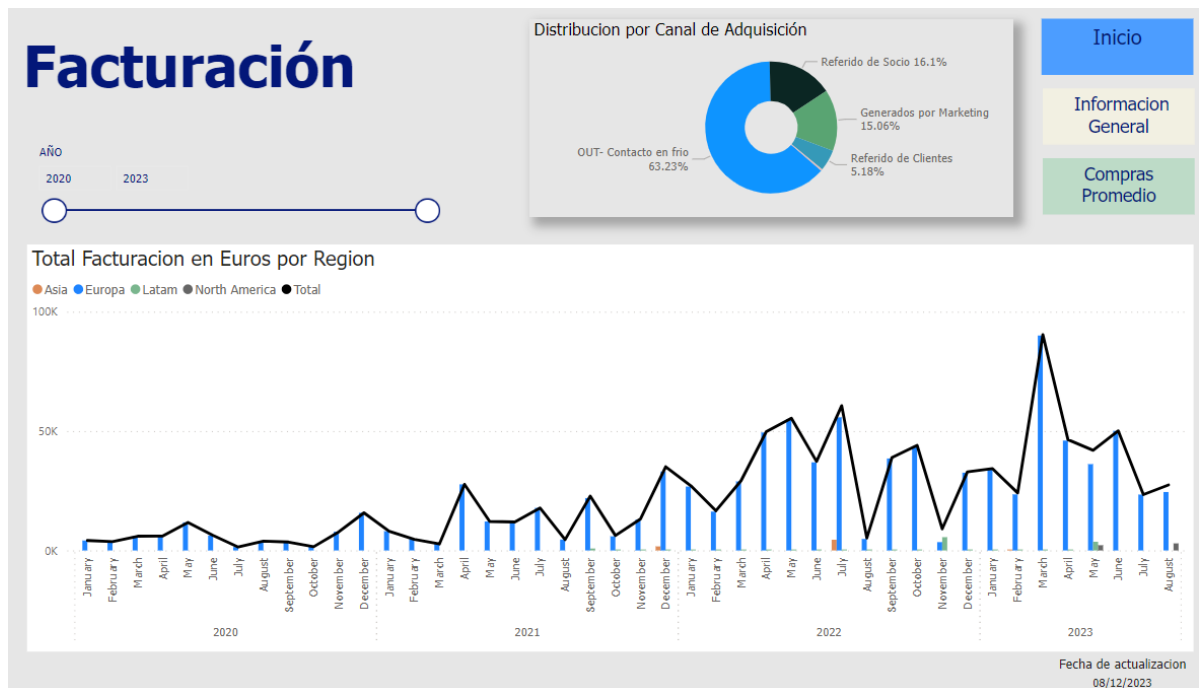 Facturación
AÑO
2020 2023
Distribucion por Canal de Adquisición
Referido de Socio 16.1%
Generados por Marketing
15.06%
Referido de Clientes
5.18%
OUT- Contacto en frio
63.23%
Inicio
Informacion
General
Compras
Promedio
Total Facturacion en Euros por Region
Asia Europa Latam North America Total
100K
50K
0K
January February March April May June July August September October November December January February March April May June July August September October November December January February March April May June July August September October November December January February March April May June July August
2020 2021 2022 2023
Fecha de actualizacion
08/12/2023